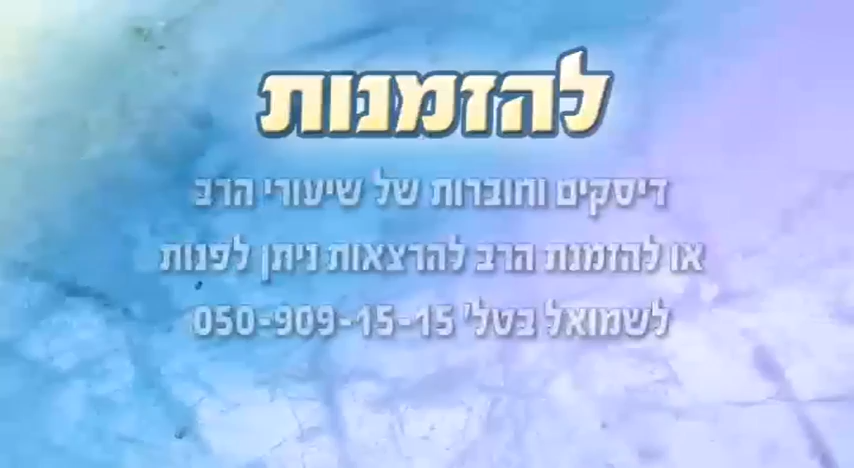 להזמנות
דיסקים וחוברות של שיעורי הרב
או להזמנת הרב להרצאות ניתן לפנות
לשמואל בטל' 050-909-15-15